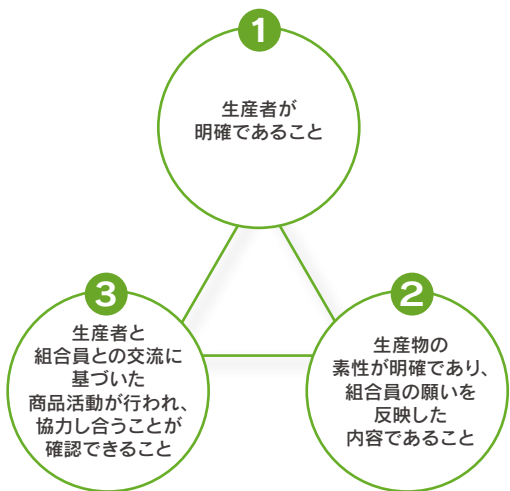 1
生産者が
明確であること
2
生産物の
素性が明確であり、
組合員の願いを
反映した
内容であること
3
生産者と
組合員との交流に
基づいた
商品活動が行われ、
協力し合うことが
確認できること